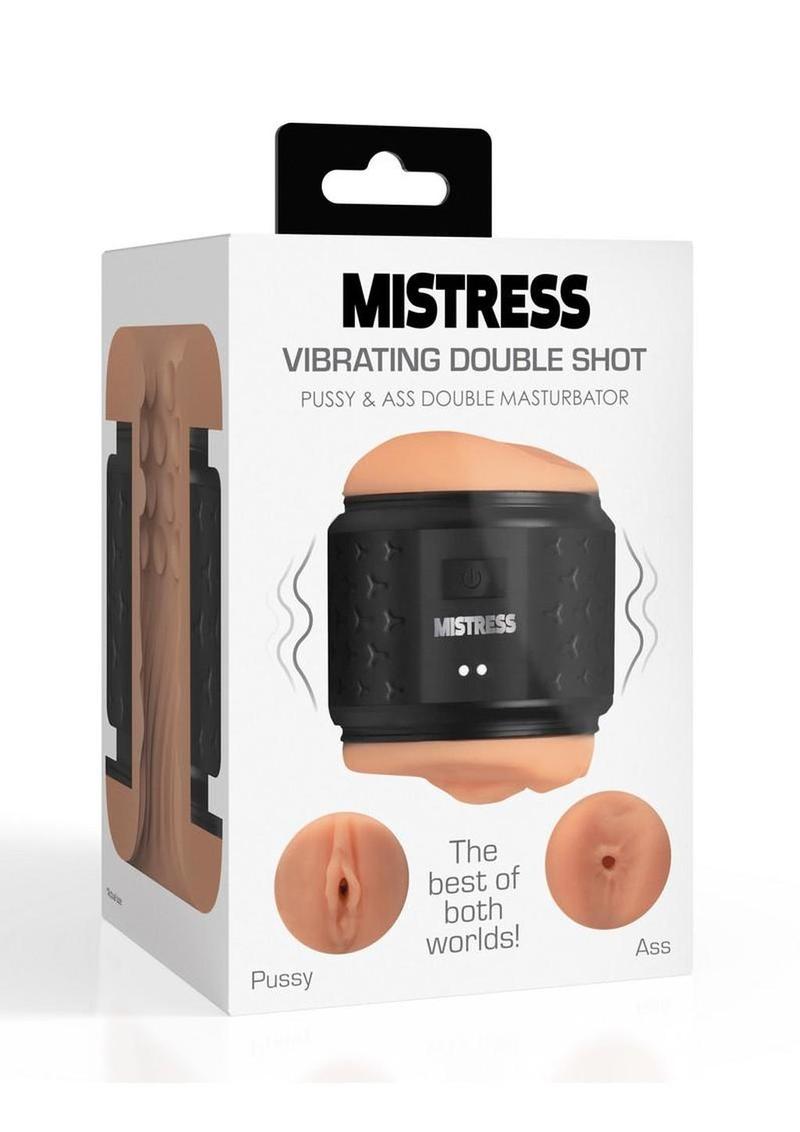 MISTRESS
VIBRATING DOUBLE SHOT
PUSSY & ASS DOUBLE MASTURBATOR
MISTRESS
The
best of
both
worlds!
Pussy
Ass